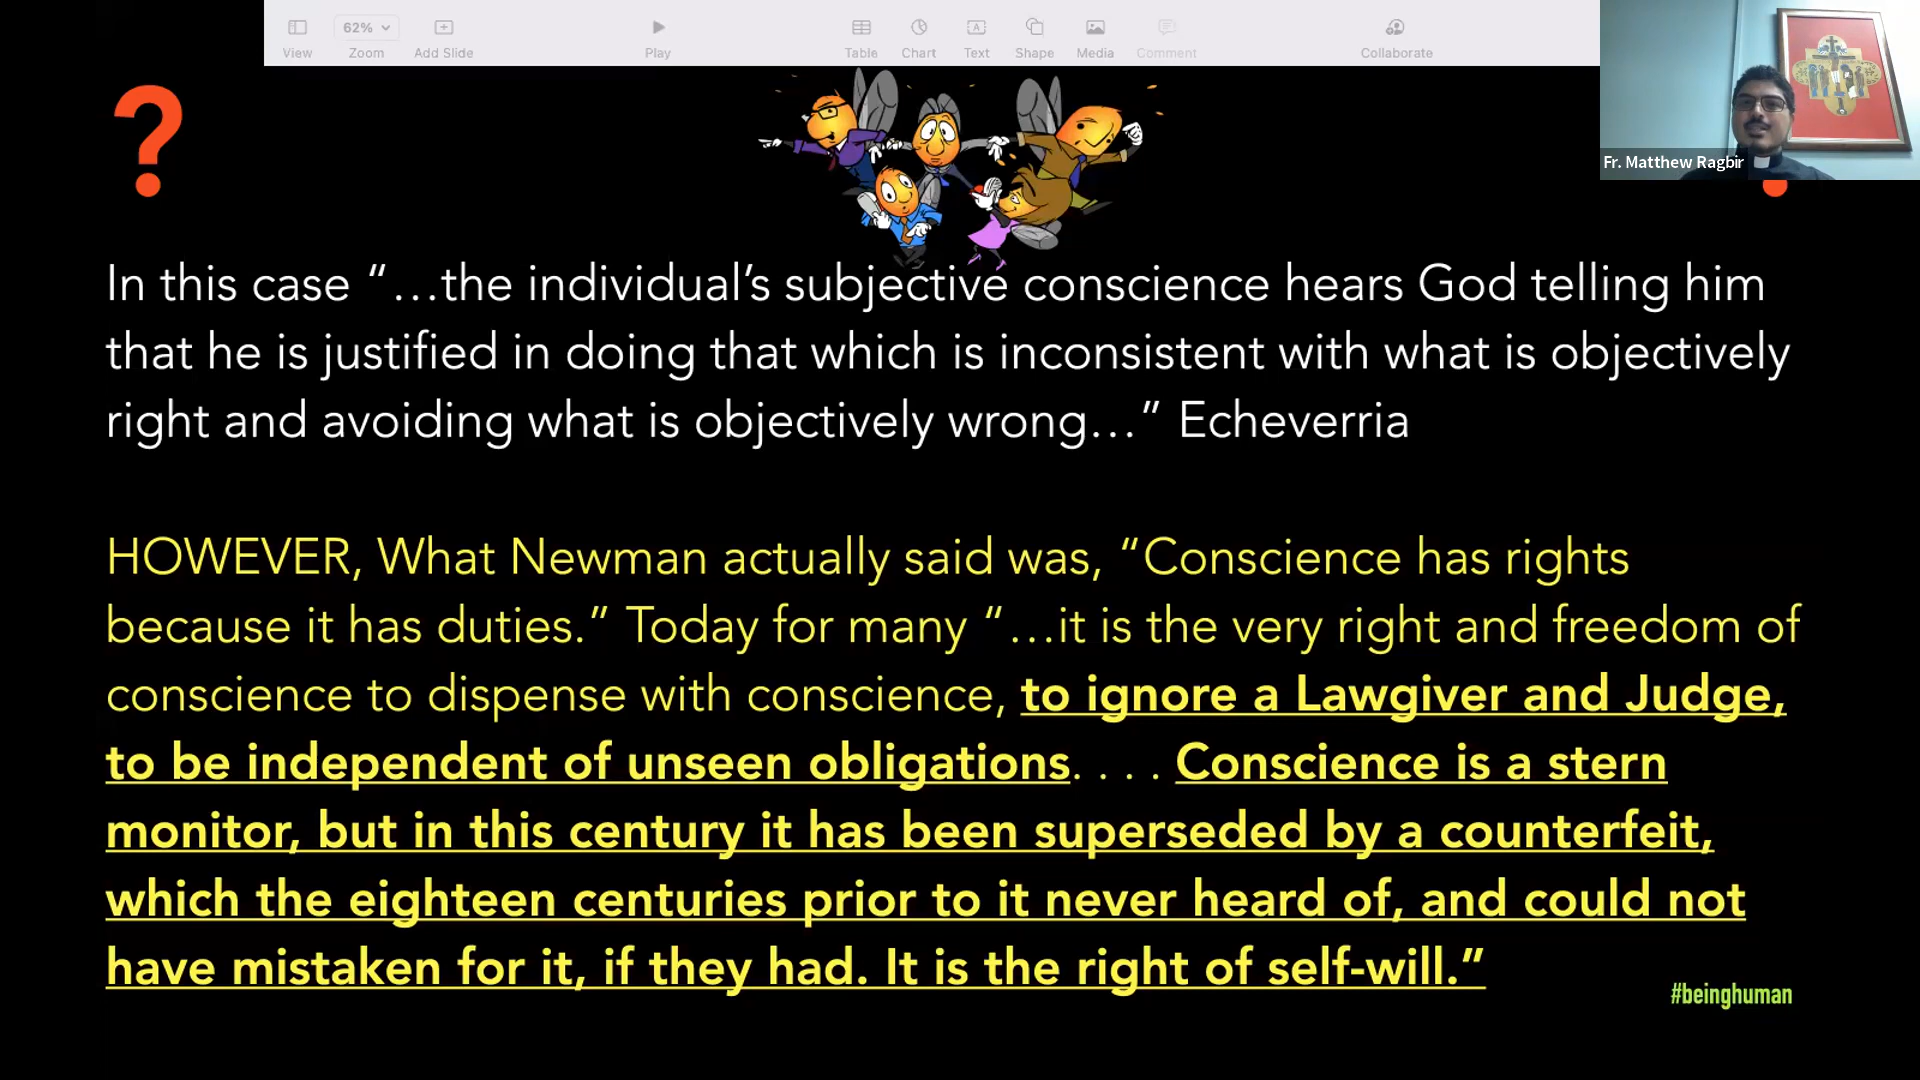 62%
View
Zoom
Add Slide
Play
Table
Chart
Text
Shape
Media
Comment
Collaborate
Fr. Matthew Ragbir
?
In this case “…the individual’s subjective conscience hears God telling him
that he is justified in doing that which is inconsistent with what is objectively
right and avoiding what is objectively wrong…” Echeverria
HOWEVER, What Newman actually said was, “Conscience has rights
because it has duties.” Today for many “…it is the very right and freedom of
conscience to dispense with conscience, to ignore a Lawgiver and Judge,
to be independent of unseen obligations. . . . Conscience is a stern
monitor, but in this century it has been superseded by a counterfeit,
which the eighteen centuries prior to it never heard of, and could not
have mistaken for it, if they had. It is the right of self-will.”
#beinghuman